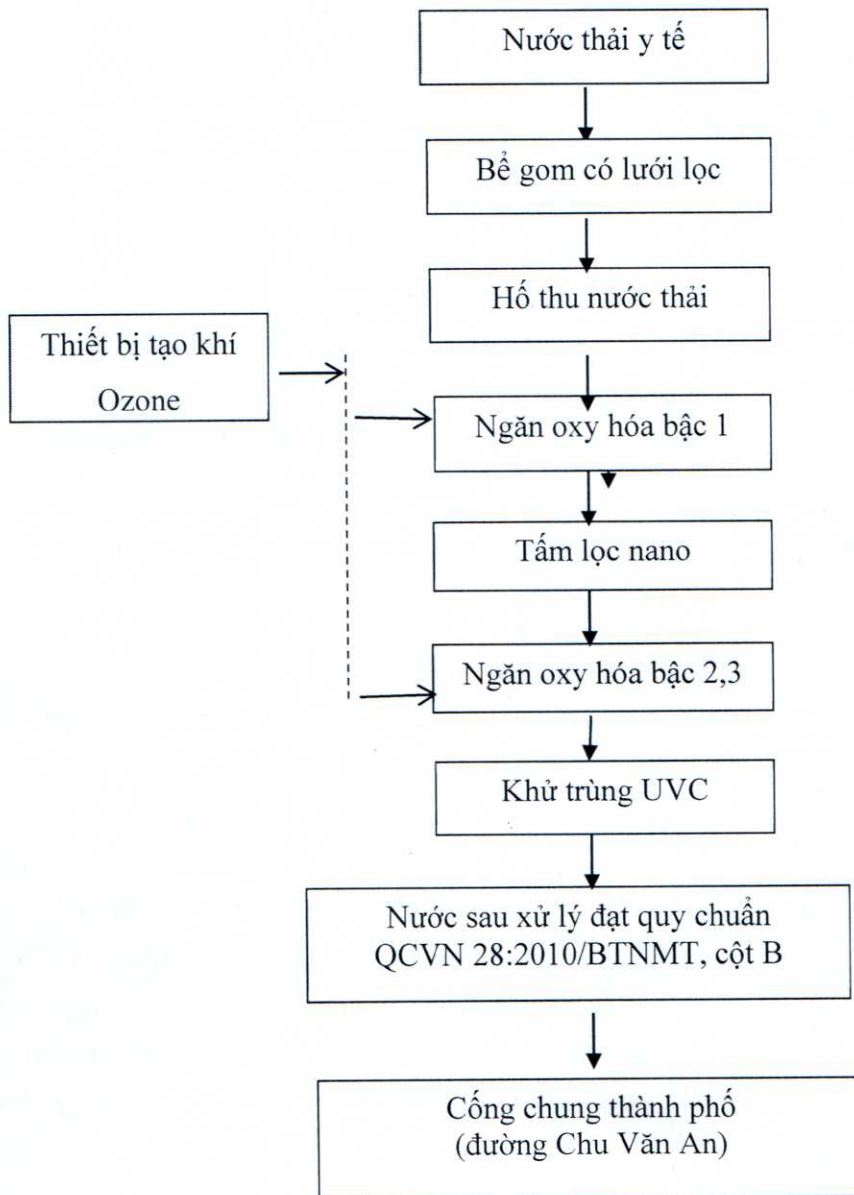 Nước thải y tế
Bể gom có lưới lọc
Hố thu nước thải
Thiết bị tạo khí
Ozone
Ngăn oxy hóa bậc 1
Tấm lọc nano
Ngăn oxy hóa bậc 2,3
Khử trùng UVC
Nước sau xử lý đạt quy chuẩn
QCVN 28:2010/BTNMT, cột B
Cống chung thành phố
(đường Chu Văn An)